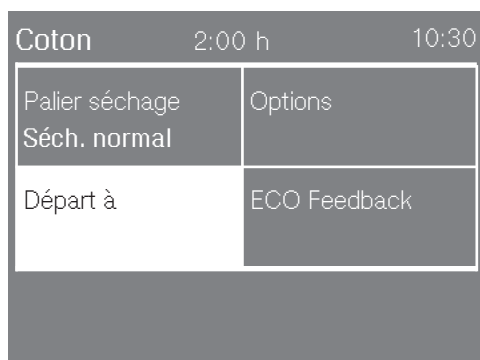 Coton 2:00 h 10:30
Palier séchage Options
Séch. normal
Départ à ECO Feedback